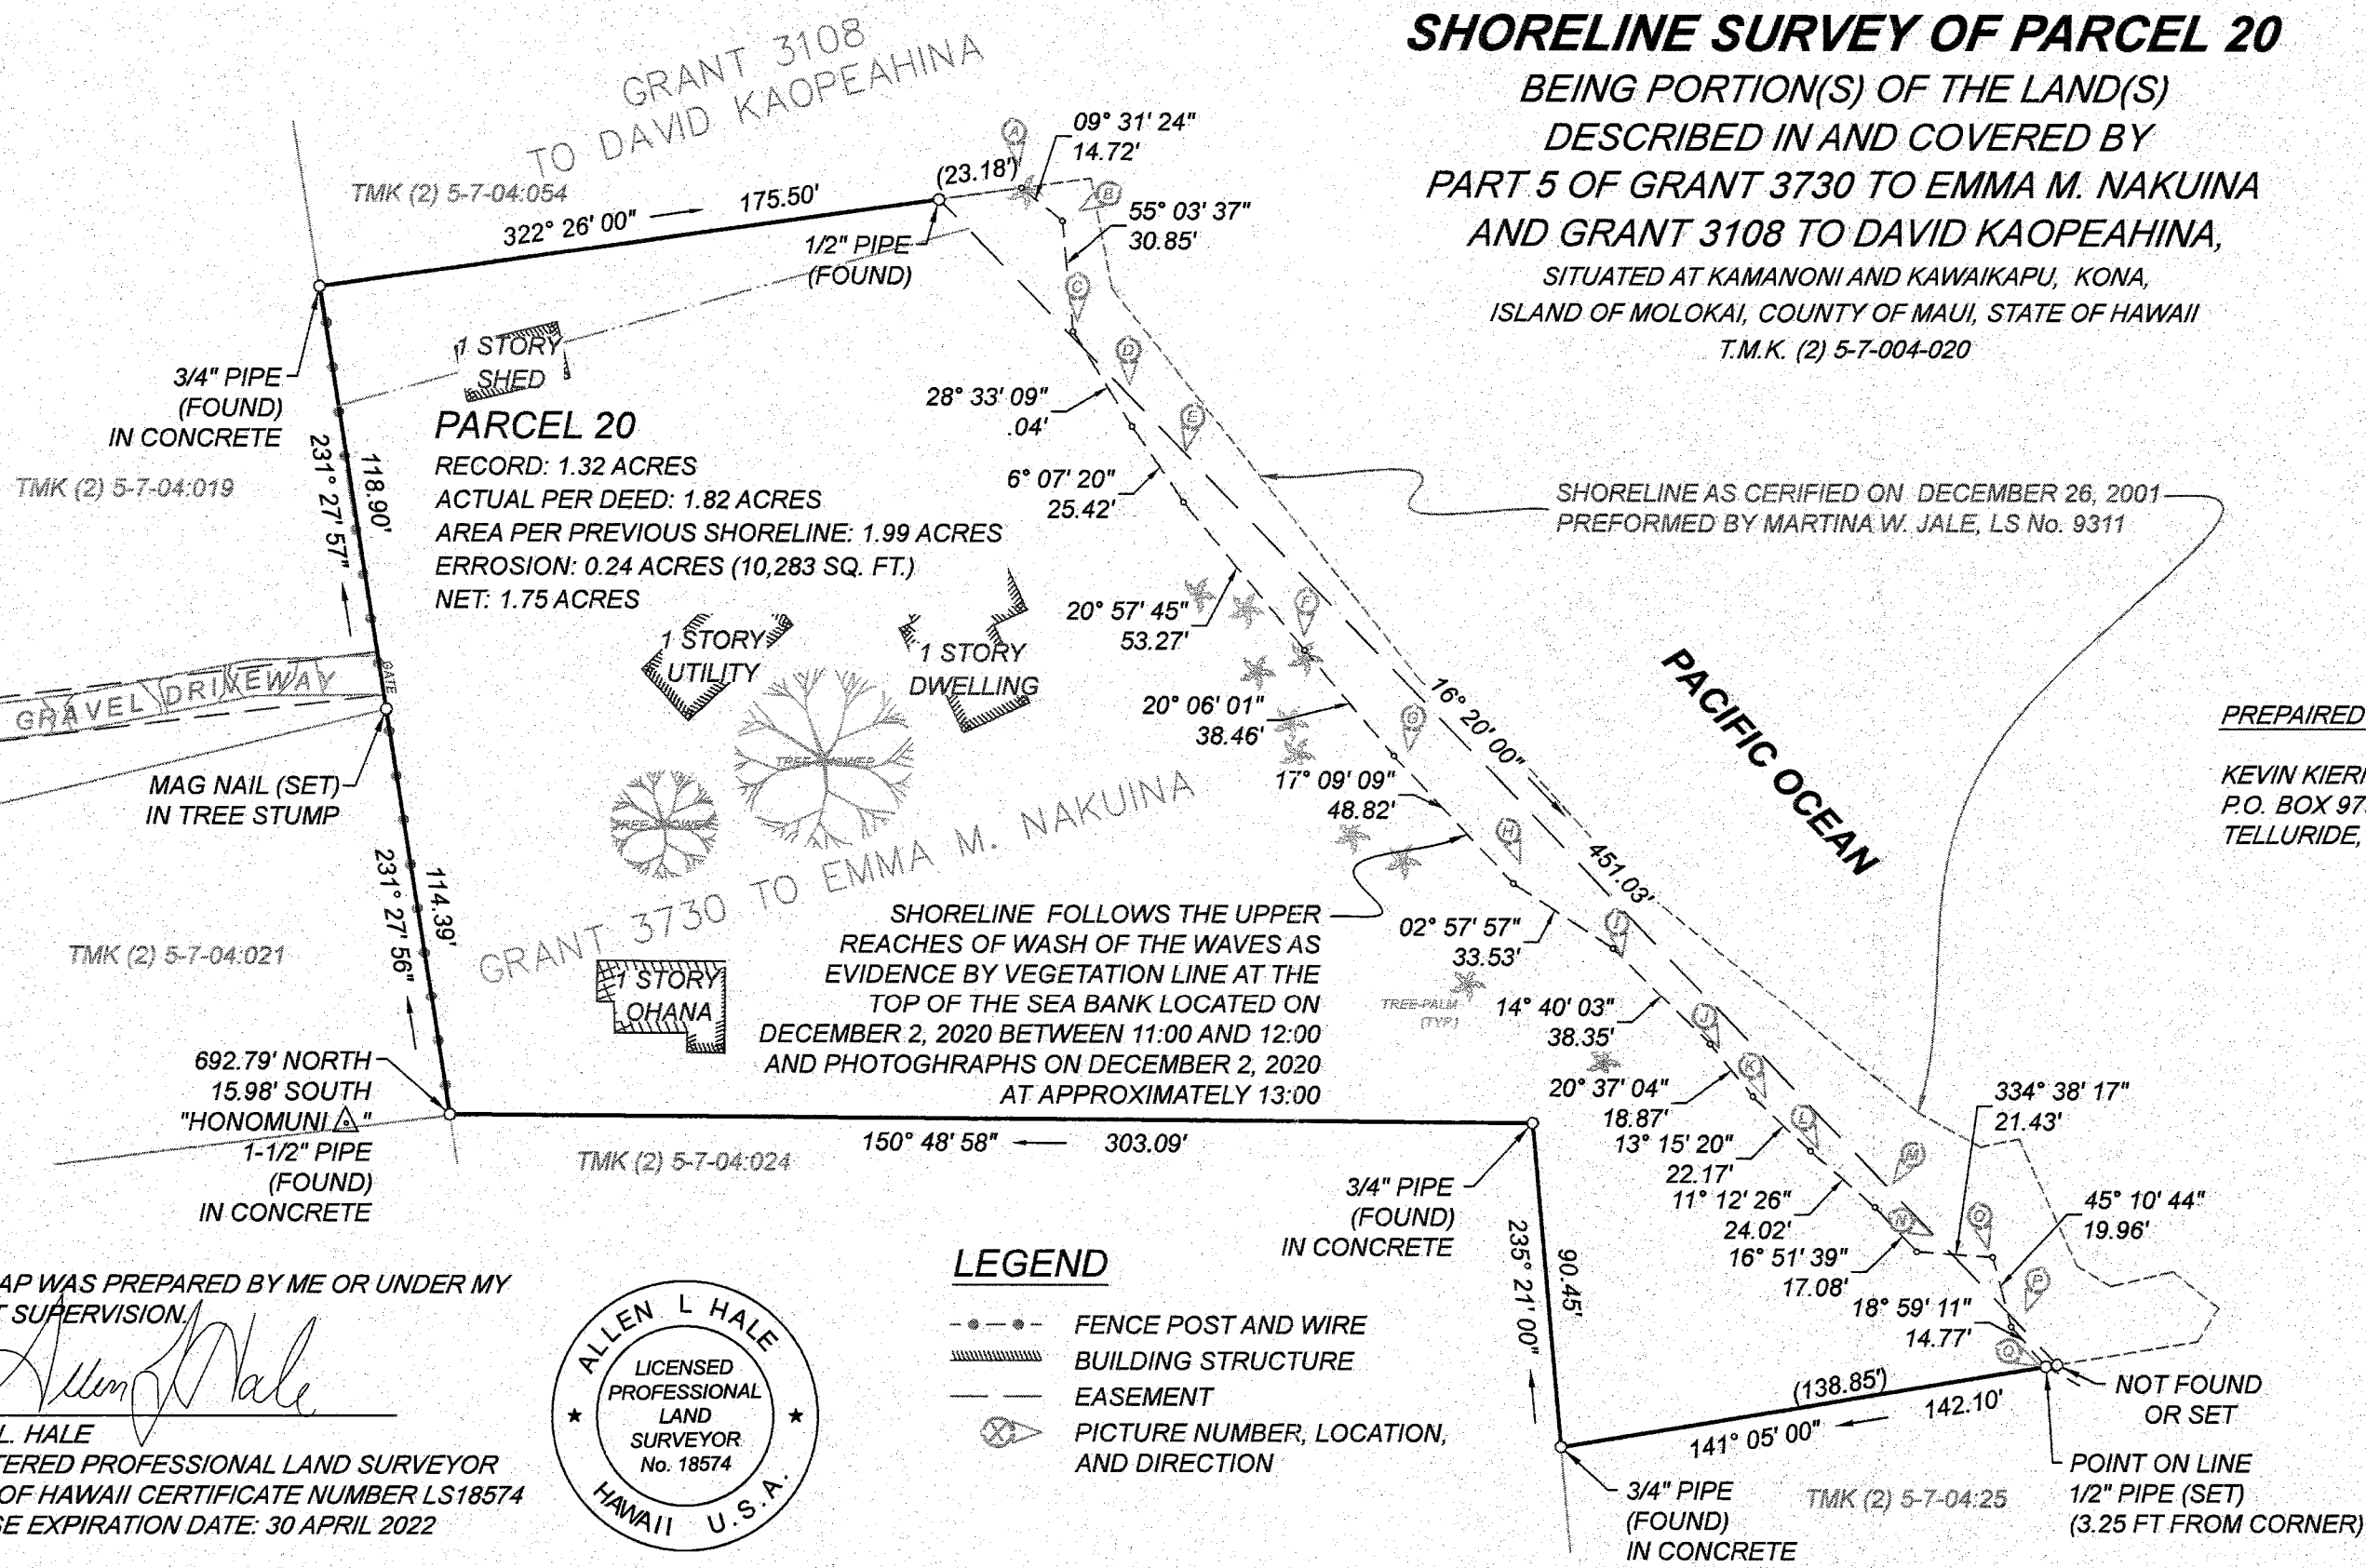 SHORELINE SURVEY OF PARCEL 20
BEING PORTION(S) OF THE LAND(S)
DESCRIBED IN AND COVERED BY
PART 5 OF GRANT 3730 TO EMMA M. NAKUINA
AND GRANT 3108 TO DAVID KAOPEAHINA,
SITUATED AT KAMANONI AND KAWAIKAPU, KONA,
ISLAND OF MOLOKAI, COUNTY OF MAUI, STATE OF HAWAII
T.M.K. (2) 5-7-004-020
GRANT 3108
TO DAVID KAOPEAHINA
TMK (2) 5-7-04:054
322° 26' 00" 175.50'
(23.18')
A
09° 31' 24"
14.72'
B
55° 03' 37"
30.85'
1/2" PIPE
(FOUND)
C
D
E
3/4" PIPE
(FOUND)
IN CONCRETE
1 STORY
SHED
28° 33' 09"
.04'
6° 07' 20"
25.42'
TMK (2) 5-7-04:019
231° 27' 57"
118.90'
PARCEL 20
RECORD: 1.32 ACRES
ACTUAL PER DEED: 1.82 ACRES
AREA PER PREVIOUS SHORELINE: 1.99 ACRES
ERROSION: 0.24 ACRES (10,283 SQ. FT.)
NET: 1.75 ACRES
SHORELINE AS CERIFIED ON DECEMBER 26, 2001
PREFORMED BY MARTINA W. JALE, LS No. 9311
1 STORY
UTILITY
1 STORY
DWELLING
20° 57' 45"
53.27'
F
20° 06' 01"
38.46'
G
16° 20' 00"
451.03'
PACIFIC OCEAN
PREPAIRED
P.O. BOX
TELLURIDE,
GRAVEL DRIVEWAY
GATE
MAG NAIL (SET)
IN TREE STUMP
17° 09' 09"
48.82'
H
GRANT 3730 TO EMMA M. NAKUINA
231° 27' 56"
114.39'
TMK (2) 5-7-04:021
SHORELINE FOLLOWS THE UPPER
REACHES OF WASH OF THE WAVES AS
EVIDENCE BY VEGETATION LINE AT THE
TOP OF THE SEA BANK LOCATED ON
DECEMBER 2, 2020 BETWEEN 11:00 AND 12:00
AND PHOTOGHRAPHS ON DECEMBER 2, 2020
AT APPROXIMATELY 13:00
1 STORY
OHANA
02° 57' 57"
33.53'
I
TREE-PALM
(TYP.)
14° 40' 03"
38.35'
J
20° 37' 04"
18.87'
K
13° 15' 20"
22.17'
L
11° 12' 26"
24.02'
M
16° 51' 39"
17.08'
N
O
334° 38' 17"
21.43'
45° 10' 44"
19.96'
P
18° 59' 11"
14.77'
Q
692.79' NORTH
15.98' SOUTH
"HONOMUNI "
1-1/2" PIPE
(FOUND)
IN CONCRETE
TMK (2) 5-7-04:024
150° 48' 58" 303.09'
3/4" PIPE
(FOUND)
IN CONCRETE
235° 21' 00"
90.45'
(138.85')
141° 05' 00" 142.10'
NOT FOUND
OR SET
POINT ON LINE
1/2" PIPE (SET)
(3.25 FT FROM CORNER)
3/4" PIPE
(FOUND)
IN CONCRETE
TMK (2) 5-7-04:25
LEGEND
FENCE POST AND WIRE
BUILDING STRUCTURE
EASEMENT
X
PICTURE NUMBER, LOCATION,
AND DIRECTION
AP WAS PREPARED BY ME OR UNDER MY
T SUPERVISION.
Allen L Hale
L. HALE
TERED PROFESSIONAL LAND SURVEYOR
OF HAWAII CERTIFICATE NUMBER LS18574
SE EXPIRATION DATE: 30 APRIL 2022
ALLEN L HALE
LICENSED
PROFESSIONAL
LAND
SURVEYOR
No. 18574
HAWAII U.S.A.